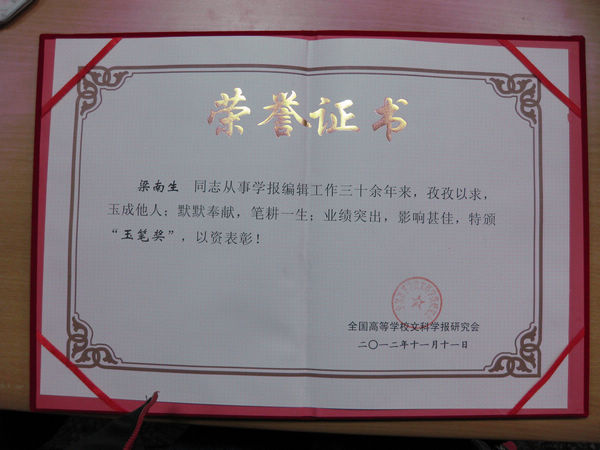 荣誉证书
梁南生 同志从事学报编辑工作三十余年来，孜孜以求，
玉成他人；默默奉献，笔耕一生；业绩突出，影响甚佳，特颁
“玉笔奖”，以资表彰！
全国高等学校文科学报研究会
二〇一二年十一月十一日